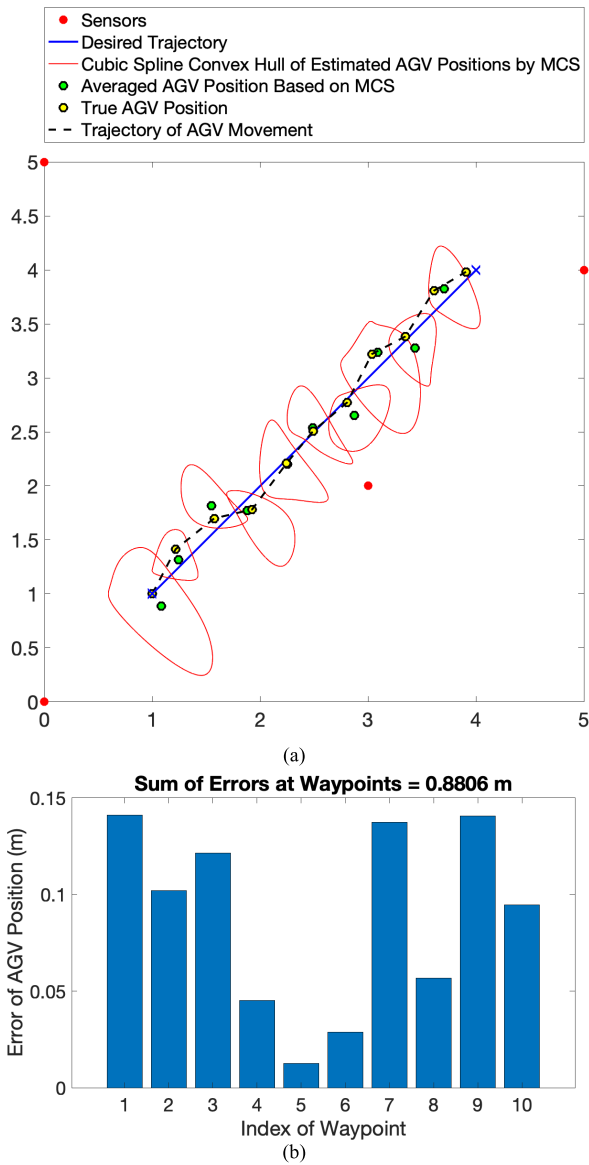 Sensors
Desired Trajectory
Cubic Spline Convex Hull of Estimated AGV Positions by MCS
Averaged AGV Position Based on MCS
True AGV Position
Trajectory of AGV Movement
5
4.5
4
3.5
3
2.5
2
1.5
1
0.5
0
0 1 2 3 4 5
(a)
Sum of Errors at Waypoints = 0.8806 m
0.15
0.1
0.05
0
Error of AGV Position (m)
1 2 3 4 5 6 7 8 9 10
Index of Waypoint
(b)